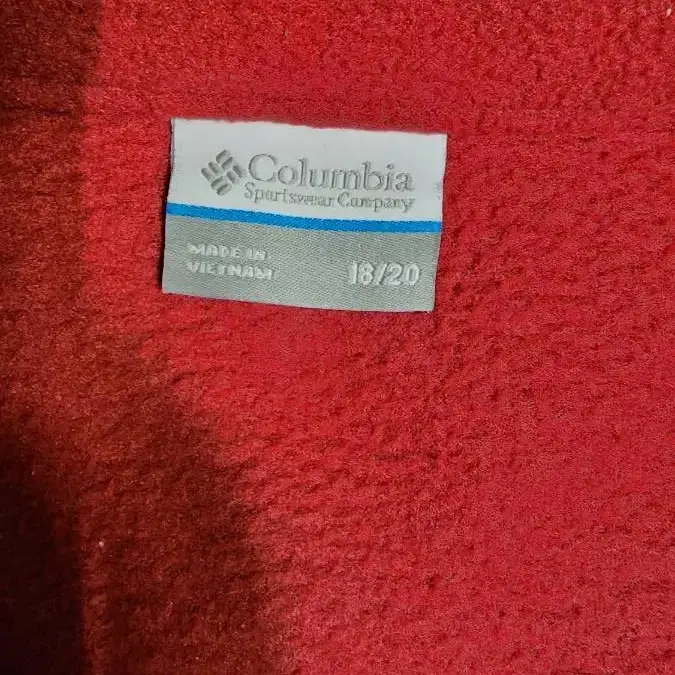 Columbia
Sportswear Company
MADE IN
VIETNAM
18/20